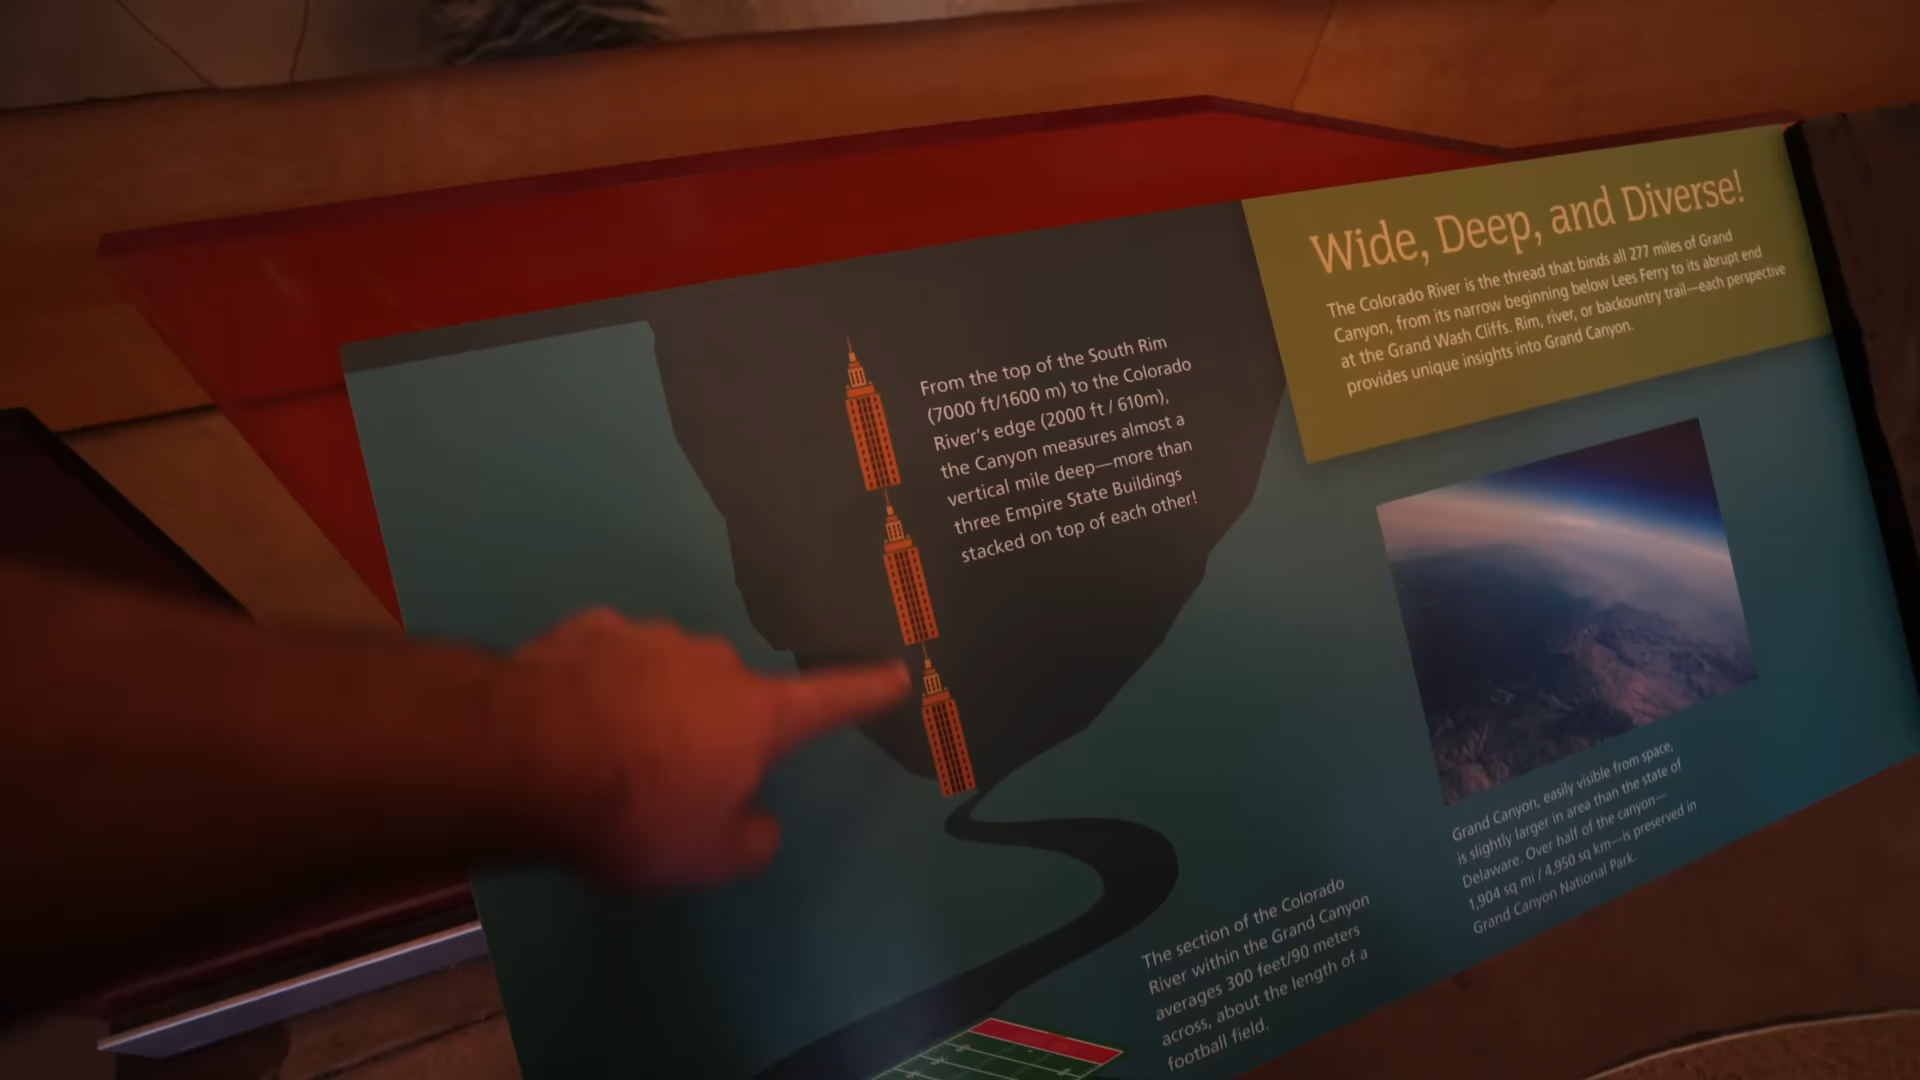 Wide, Deep, and Diverse!
The Colorado River is the thread that binds all 277 miles of Grand
Canyon, from its narrow beginning below Lees Ferry to its abrupt end
at the Grand Wash Cliffs. Rim, river, or backountry trail—each perspective
provides unique insights into Grand Canyon.
From the top of the South Rim
(7000 ft/1600 m) to the Colorado
River's edge (2000 ft / 610m),
the Canyon measures almost a
vertical mile deep—more than
three Empire State Buildings
stacked on top of each other!
Grand Canyon, easily visible from space,
is slightly larger in area than the state of
Delaware. Over half of the canyon—
1,904 sq mi / 4,950 sq km—is preserved in
Grand Canyon National Park.
The section of the Colorado
River within the Grand Canyon
averages 300 feet/90 meters
across, about the length of a
football field.